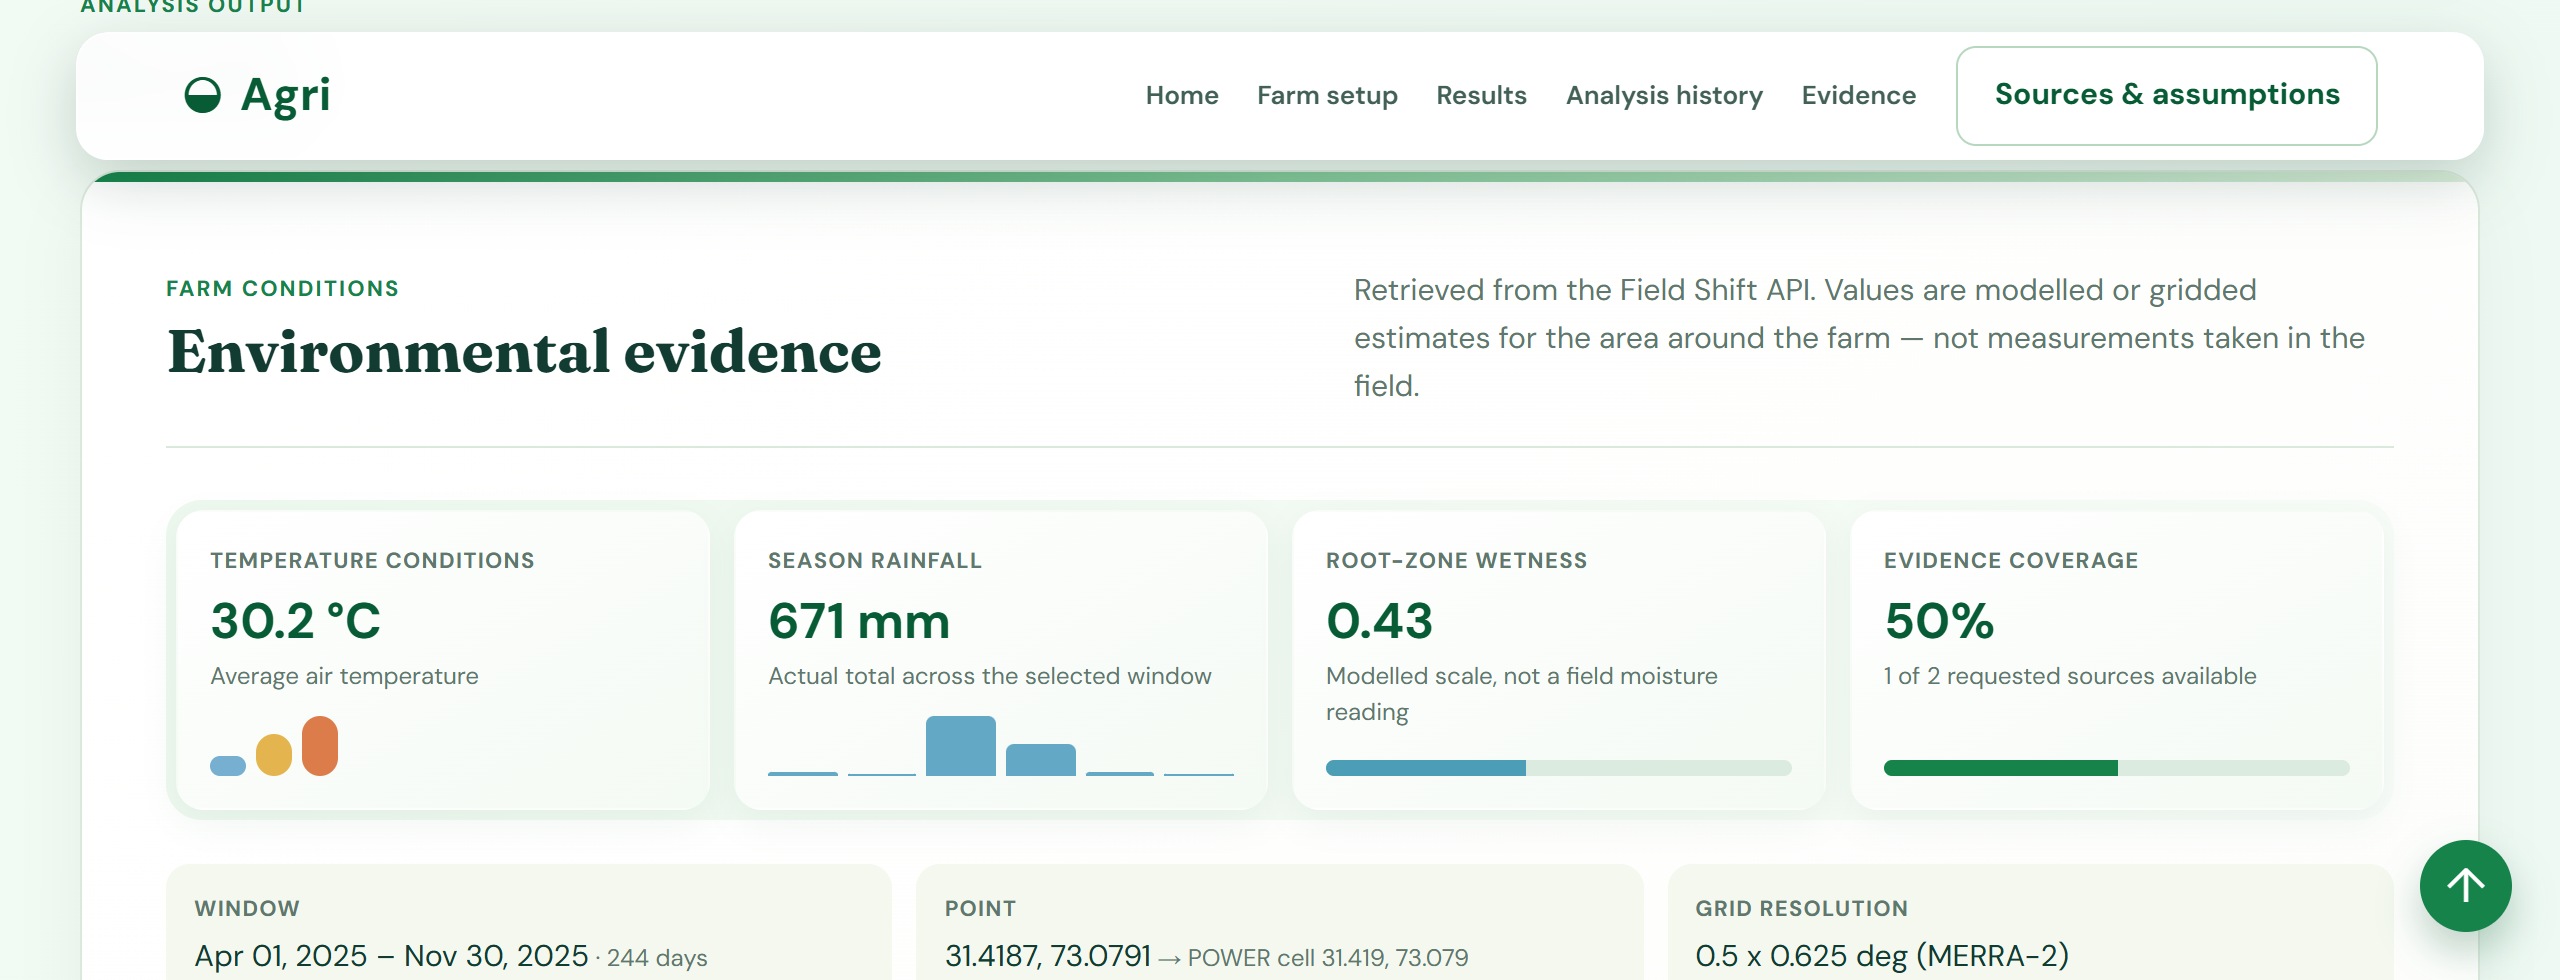 ANALYSIS OUTPUT
Agri
Home
Farm setup
Results
Analysis history
Evidence
Sources & assumptions
FARM CONDITIONS
Environmental evidence
Retrieved from the Field Shift API. Values are modelled or gridded
estimates for the area around the farm — not measurements taken in the
field.
TEMPERATURE CONDITIONS
30.2 °C
Average air temperature
SEASON RAINFALL
671 mm
Actual total across the selected window
ROOT-ZONE WETNESS
0.43
Modelled scale, not a field moisture
reading
EVIDENCE COVERAGE
50%
1 of 2 requested sources available
WINDOW
Apr 01, 2025 – Nov 30, 2025 · 244 days
POINT
31.4187, 73.0791 → POWER cell 31.419, 73.079
GRID RESOLUTION
0.5 x 0.625 deg (MERRA-2)